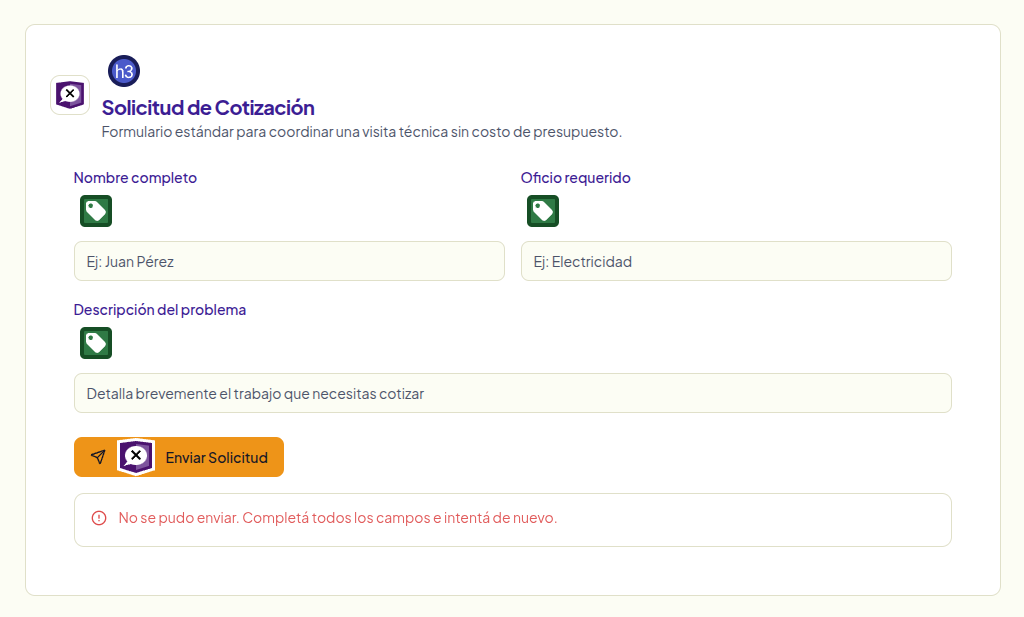 h3
Solicitud de Cotización
Formulario estándar para coordinar una visita técnica sin costo de presupuesto.
Nombre completo
Oficio requerido
Ej: Juan Pérez
Ej: Electricidad
Descripción del problema
Detalla brevemente el trabajo que necesitas cotizar
Enviar Solicitud
No se pudo enviar. Completá todos los campos e intentá de nuevo.